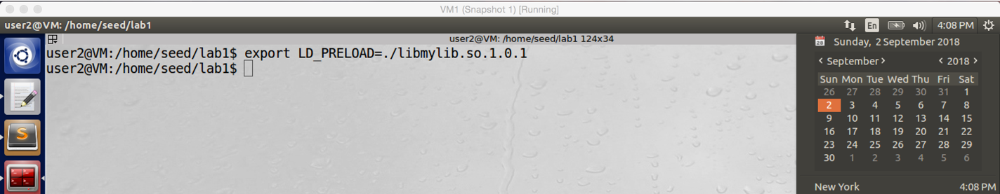 VM1 (Snapshot 1) [Running]
user2@VM: /home/seed/lab1
En
4:08 PM
user2@VM: /home/seed/lab1 124x34
user2@VM:/home/seed/lab1$ export LD_PRELOAD=./libmylib.so.1.0.1
user2@VM:/home/seed/lab1$
S
Sunday, 2 September 2018
September 2018
Sun Mon Tue Wed Thu Fri Sat
26 27 28 29 30 31 1
2 3 4 5 6 7 8
9 10 11 12 13 14 15
16 17 18 19 20 21 22
23 24 25 26 27 28 29
30 1 2 3 4 5 6
New York 4:08 PM